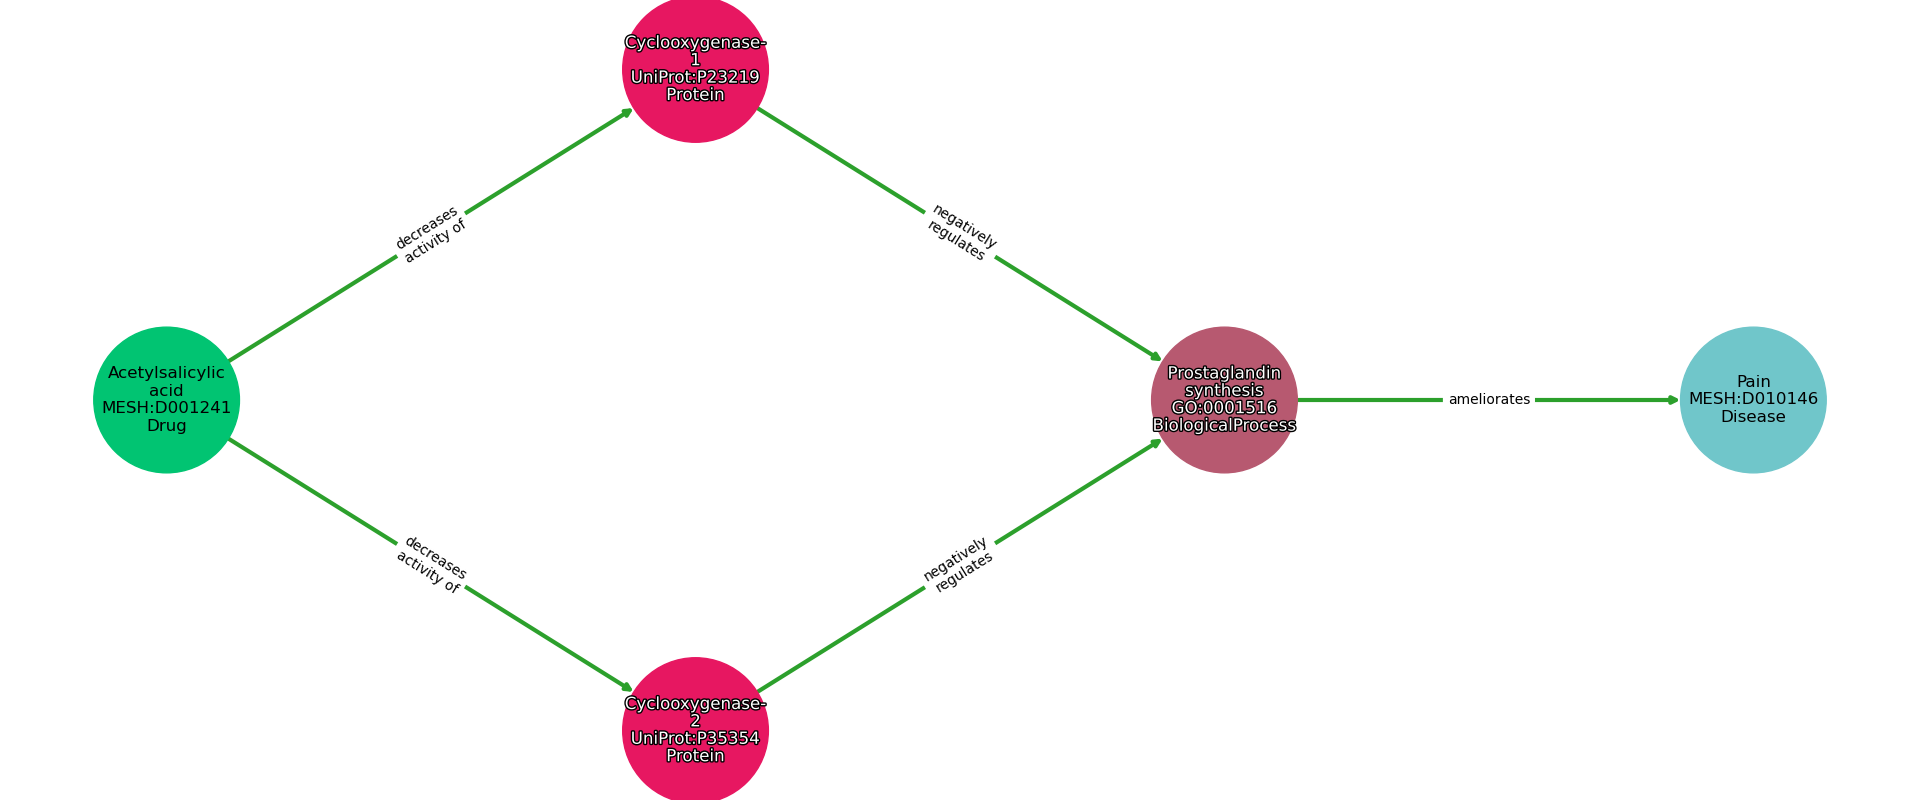 Cyclooxygenase-
1
UniProt:P23219
Protein
decreases
activity of
negatively
regulates
Acetylsalicylic
acid
MESH:D001241
Drug
Prostaglandin
synthesis
GO:0001516
BiologicalProcess
ameliorates
Pain
MESH:D010146
Disease
decreases
activity of
negatively
regulates
Cyclooxygenase-
2
UniProt:P35354
Protein